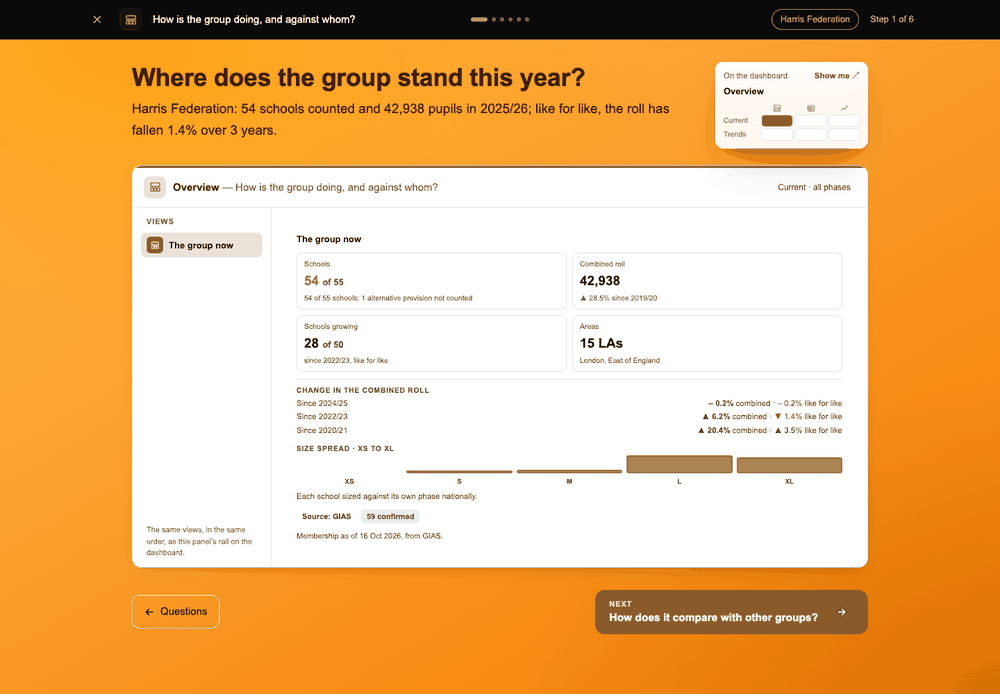 How is the group doing, and against whom?
Harris Federation
Step 1 of 6
Where does the group stand this year?
Harris Federation: 54 schools counted and 42,938 pupils in 2025/26; like for like, the roll has
fallen 1.4% over 3 years.
On the dashboard
Show me
Overview
Current
Trends
Overview — How is the group doing, and against whom?
Current · all phases
VIEWS
The group now
The same views, in the same
order, as this panel's rail on the
dashboard.
The group now
Schools
54 of 55
54 of 55 schools; 1 alternative provision not counted
Combined roll
42,938
▲ 28.5% since 2019/20
Schools growing
28 of 50
since 2022/23, like for like
Areas
15 LAs
London, East of England
CHANGE IN THE COMBINED ROLL
Since 2024/25 – 0.2% combined · – 0.2% like for like
Since 2022/23 ▲ 6.2% combined · ▼ 1.4% like for like
Since 2020/21 ▲ 20.4% combined · ▲ 3.5% like for like
SIZE SPREAD · XS TO XL
XS S M L XL
Each school sized against its own phase nationally.
Source: GIAS 59 confirmed
Membership as of 16 Oct 2026, from GIAS.
← Questions
NEXT
How does it compare with other groups? →